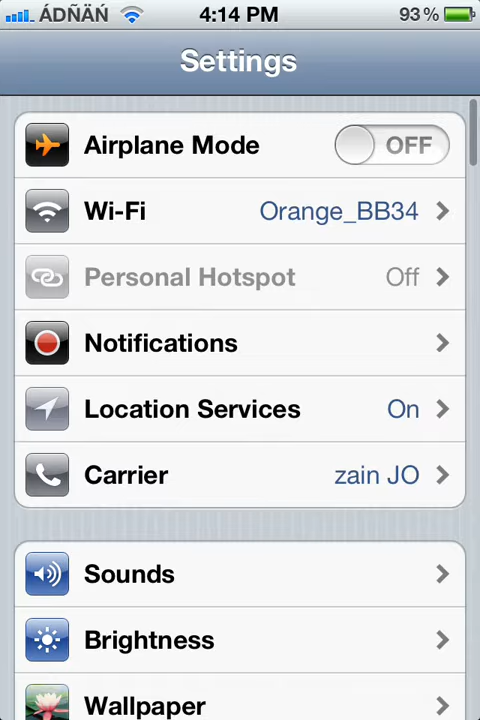 ÁDÑÄŃ 4:14 PM 93%
Settings
Airplane Mode OFF
Wi-Fi Orange_BB34
Personal Hotspot Off
Notifications
Location Services On
Carrier zain JO
Sounds
Brightness
Wallpaper